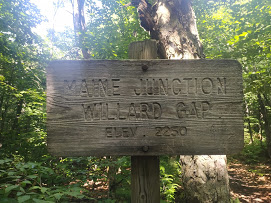 MAINE JUNCTION
WILLARD GAP
ELEV. 2250